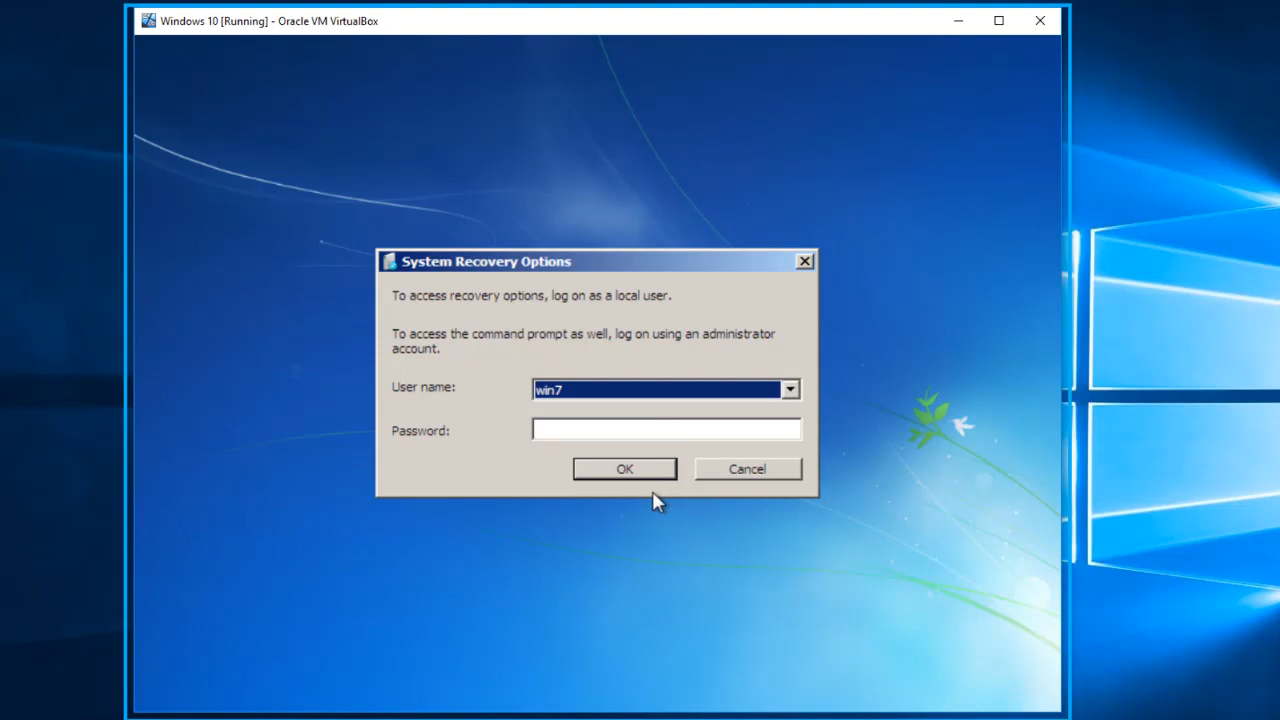 Windows 10 [Running] - Oracle VM VirtualBox
System Recovery Options
To access recovery options, log on as a local user.
To access the command prompt as well, log on using an administrator
account.
User name:
win7
Password:
OK
Cancel